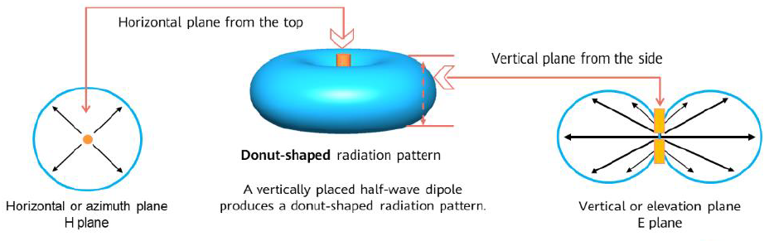 Horizontal plane from the top
Vertical plane from the side
Donut-shaped radiation pattern
A vertically placed half-wave dipole
produces a donut-shaped radiation pattern.
Horizontal or azimuth plane
H plane
Vertical or elevation plane
E plane